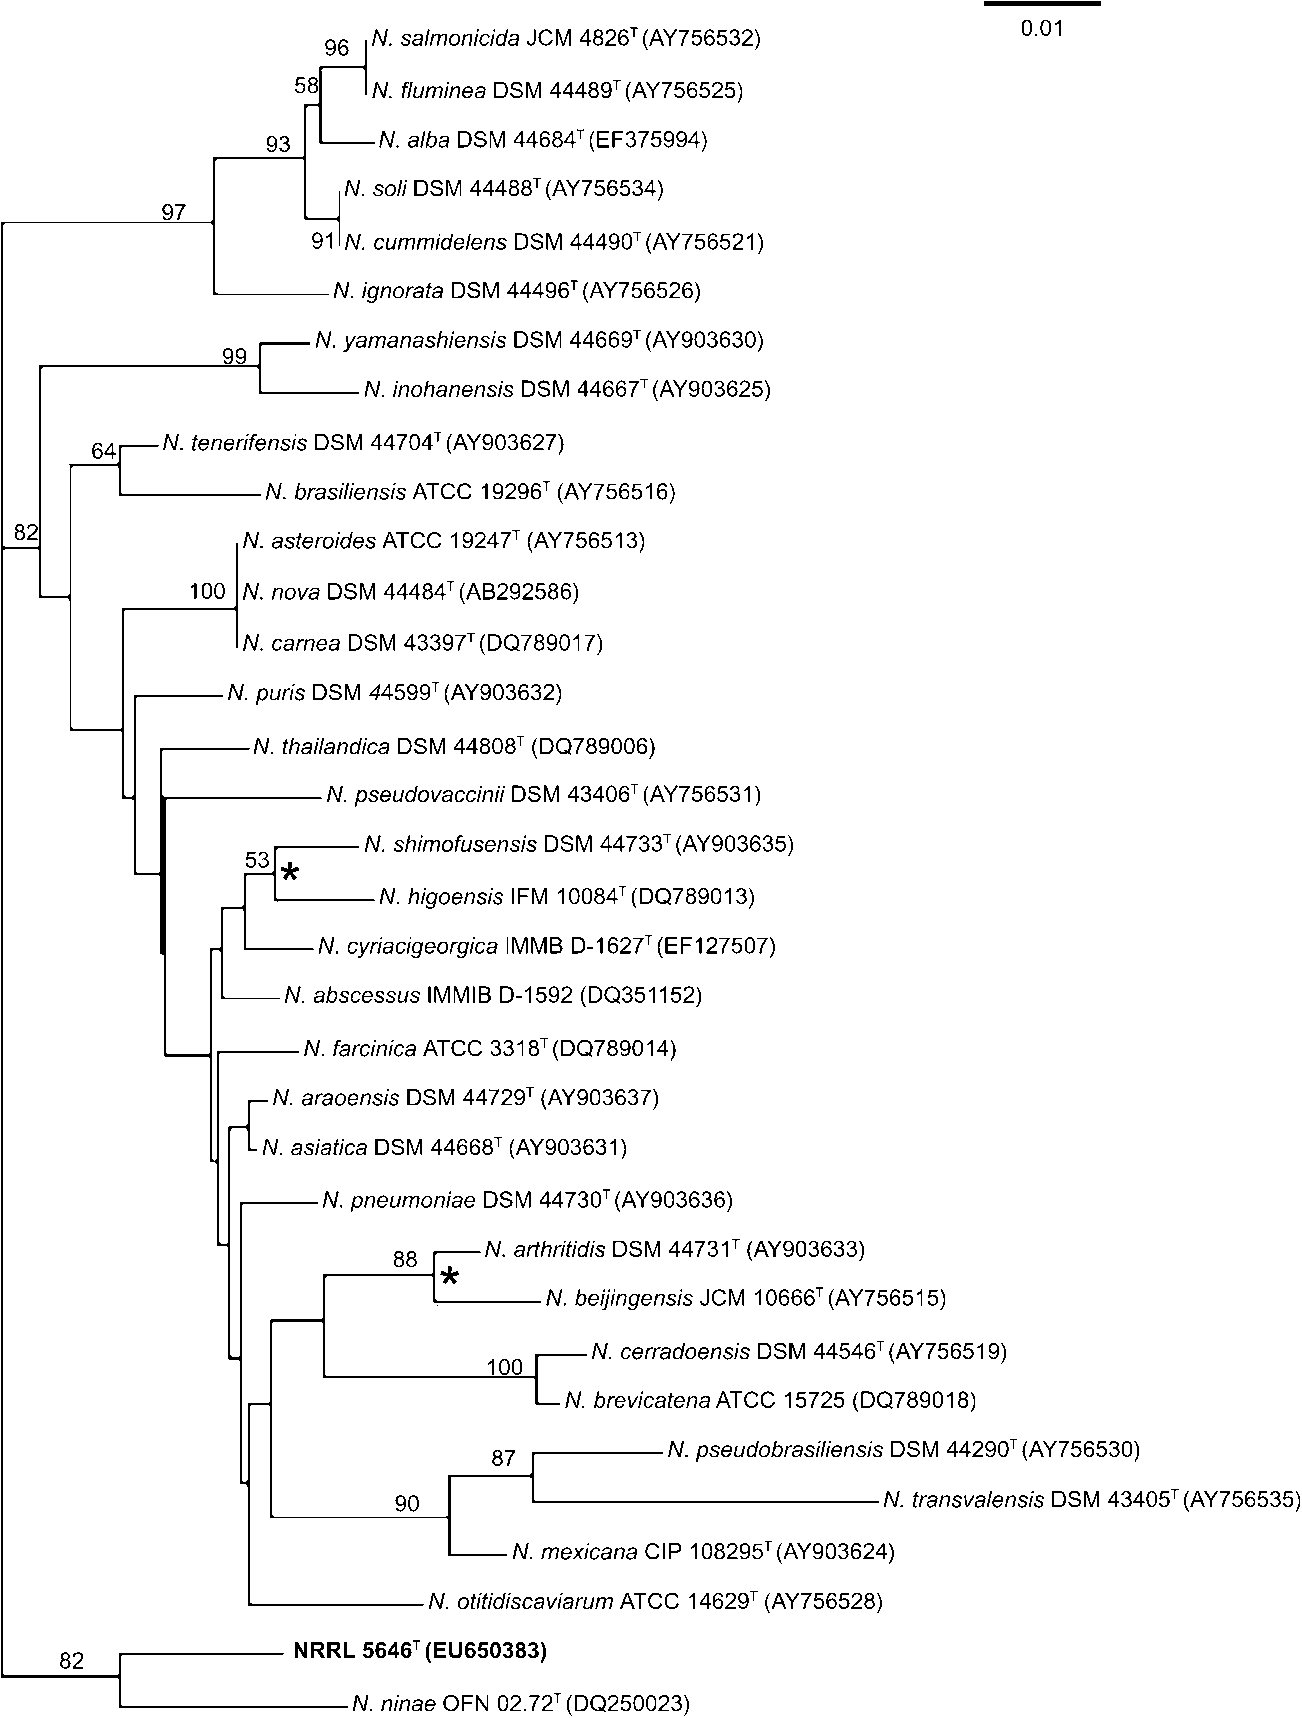 0.01
96
N. salmonicida JCM 4826ᵀ (AY756532)
58
N. fluminea DSM 44489ᵀ (AY756525)
93
N. alba DSM 44684ᵀ (EF375994)
N. soli DSM 44488ᵀ (AY756534)
97
91
N. cummidelens DSM 44490ᵀ (AY756521)
N. ignorata DSM 44496ᵀ (AY756526)
N. yamanashiensis DSM 44669ᵀ (AY903630)
99
N. inohanensis DSM 44667ᵀ (AY903625)
N. tenerifensis DSM 44704ᵀ (AY903627)
64
N. brasiliensis ATCC 19296ᵀ (AY756516)
82
N. asteroides ATCC 19247ᵀ (AY756513)
100
N. nova DSM 44484ᵀ (AB292586)
N. carnea DSM 43397ᵀ (DQ789017)
N. puris DSM 44599ᵀ (AY903632)
N. thailandica DSM 44808ᵀ (DQ789006)
N. pseudovaccinii DSM 43406ᵀ (AY756531)
N. shimofusensis DSM 44733ᵀ (AY903635)
53
*
N. higoensis IFM 10084ᵀ (DQ789013)
N. cyriacigeorgica IMMB D-1627ᵀ (EF127507)
N. abscessus IMMIB D-1592 (DQ351152)
N. farcinica ATCC 3318ᵀ (DQ789014)
N. araoensis DSM 44729ᵀ (AY903637)
N. asiatica DSM 44668ᵀ (AY903631)
N. pneumoniae DSM 44730ᵀ (AY903636)
N. arthritidis DSM 44731ᵀ (AY903633)
88
*
N. beijingensis JCM 10666ᵀ (AY756515)
N. cerradoensis DSM 44546ᵀ (AY756519)
100
N. brevicatena ATCC 15725 (DQ789018)
N. pseudobrasiliensis DSM 44290ᵀ (AY756530)
87
90
N. transvalensis DSM 43405ᵀ (AY756535)
N. mexicana CIP 108295ᵀ (AY903624)
N. otitidiscaviarum ATCC 14629ᵀ (AY756528)
NRRL 5646ᵀ (EU650383)
82
N. ninae OFN 02.72ᵀ (DQ250023)